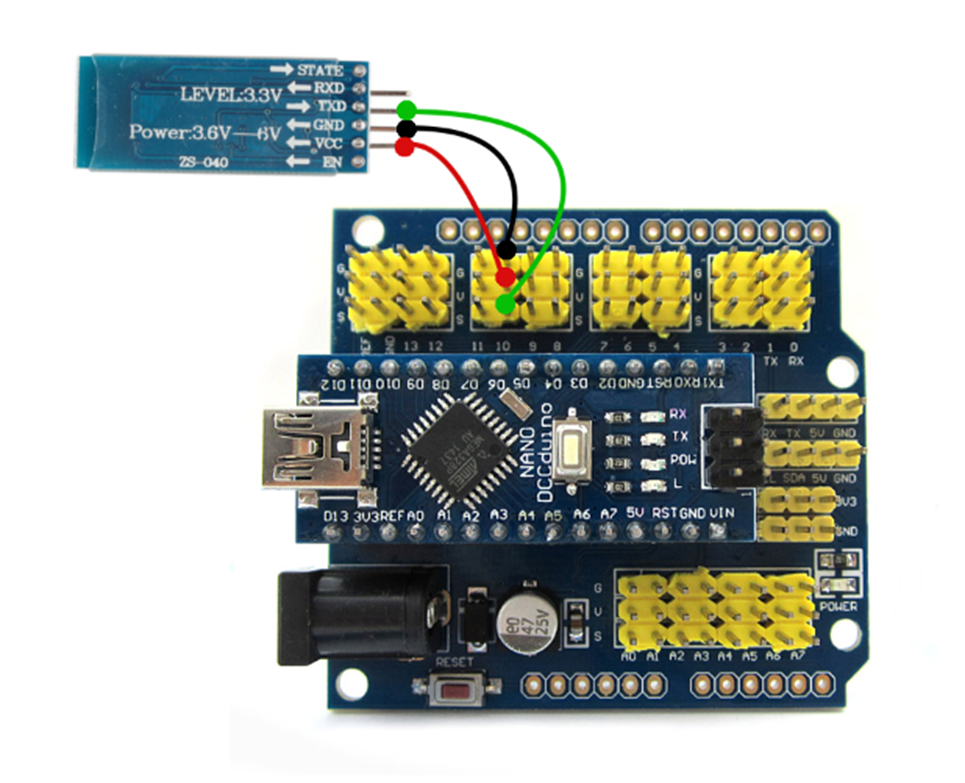 STATE
RXD
LEVEL:3.3V
TXD
GND
Power:3.6V—6V
VCC
ZS-040
EN
G G G
V V V
S S S
13 12 11 10 9 8 7 6 5 4 3 2 1 0
TX RX
D12 D11 D10 D9 D8 D7 D6 D5 D4 D3 D2 GND RST RX0 TX1
RX
TX
POW
L
NANO
DCCduino
1
TX 5V GND
SDA 5V GND
3V3
GND
D13 3V3 REF A0 A1 A2 A3 A4 A5 A6 A7 5V RST GND VIN
POWER
G
V
S
A0 A1 A2 A3 A4 A5 A6 A7
47
25V
RESET